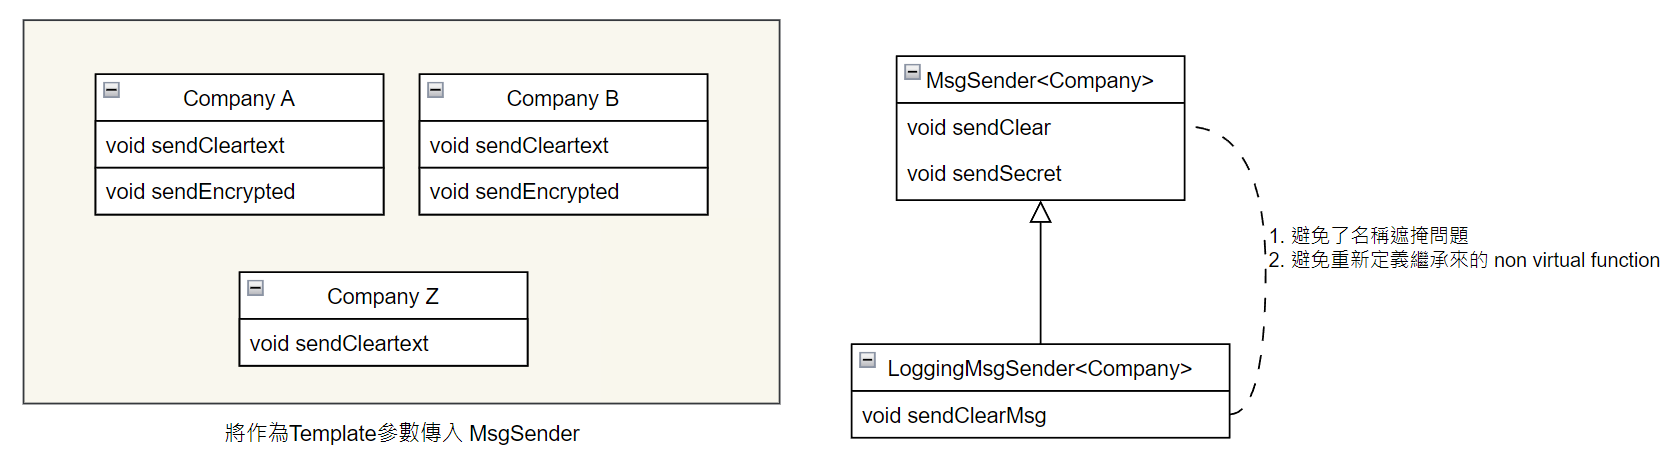 Company A
void sendCleartext
void sendEncrypted
Company B
void sendCleartext
void sendEncrypted
Company Z
void sendCleartext
將作為Template參數傳入 MsgSender
MsgSender<Company>
void sendClear
void sendSecret
1. 避免了名稱遮掩問題
2. 避免重新定義繼承來的 non virtual function
LoggingMsgSender<Company>
void sendClearMsg